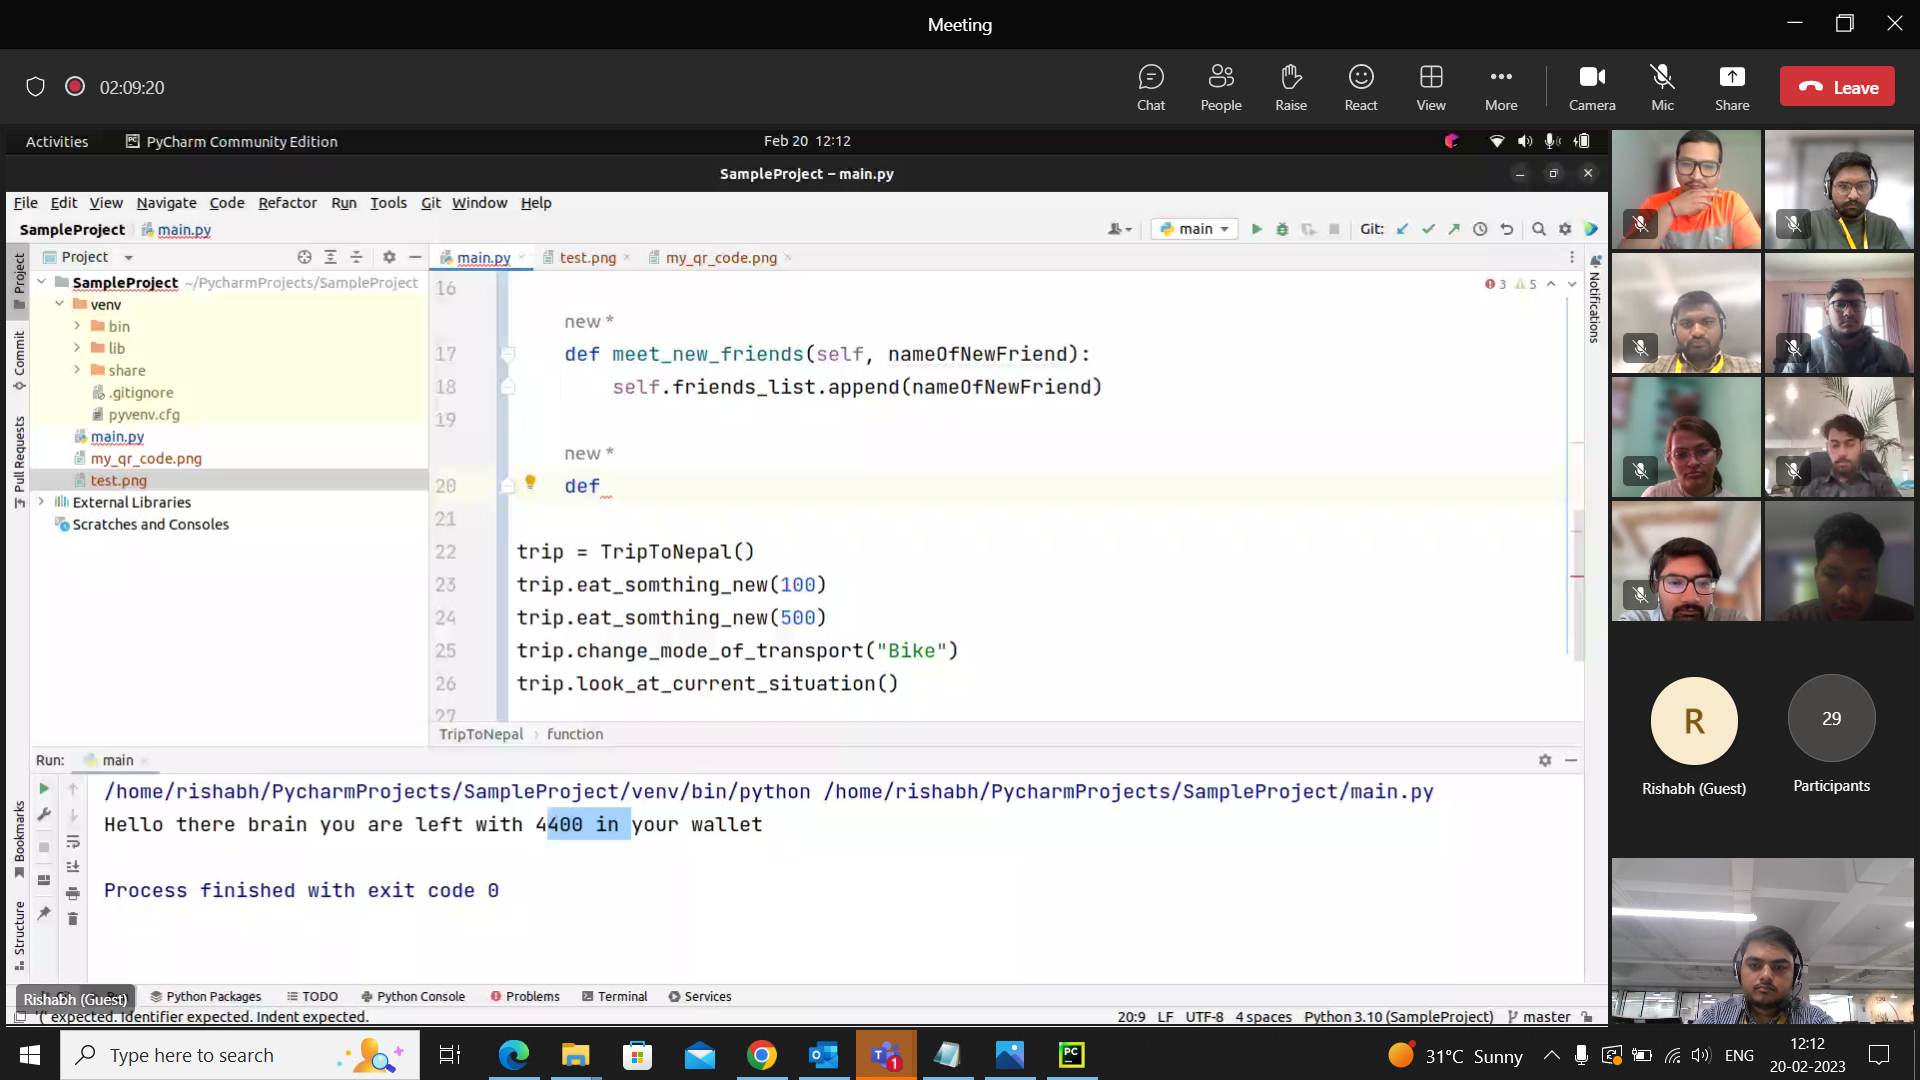 Meeting
02:09:20
Chat
People
Raise
React
View
More
Camera
Mic
Share
Leave
Activities
PyCharm Community Edition
Feb 20 12:12
SampleProject – main.py
File Edit View Navigate Code Refactor Run Tools Git Window Help
SampleProject main.py
main
Git:
Project
main.py
test.png
my_qr_code.png
Project
Commit
Pull Requests
Bookmarks
Structure
Notifications
SampleProject ~/PycharmProjects/SampleProject
venv
bin
lib
share
.gitignore
pyvenv.cfg
main.py
my_qr_code.png
test.png
External Libraries
Scratches and Consoles
3 5
16
new *
17 def meet_new_friends(self, nameOfNewFriend):
18 self.friends_list.append(nameOfNewFriend)
19
new *
20 def
21
22 trip = TripToNepal()
23 trip.eat_somthing_new(100)
24 trip.eat_somthing_new(500)
25 trip.change_mode_of_transport("Bike")
26 trip.look_at_current_situation()
27
TripToNepal › function
Run: main
/home/rishabh/PycharmProjects/SampleProject/venv/bin/python /home/rishabh/PycharmProjects/SampleProject/main.py
Hello there brain you are left with 4400 in your wallet
Process finished with exit code 0
Rishabh (Guest)
Python Packages
TODO
Python Console
Problems
Terminal
Services
'(' expected. Identifier expected. Indent expected.
20:9 LF UTF-8 4 spaces Python 3.10 (SampleProject) master
R
Rishabh (Guest)
29
Participants
Type here to search
1
PC
31°C Sunny
ENG
12:12
20-02-2023